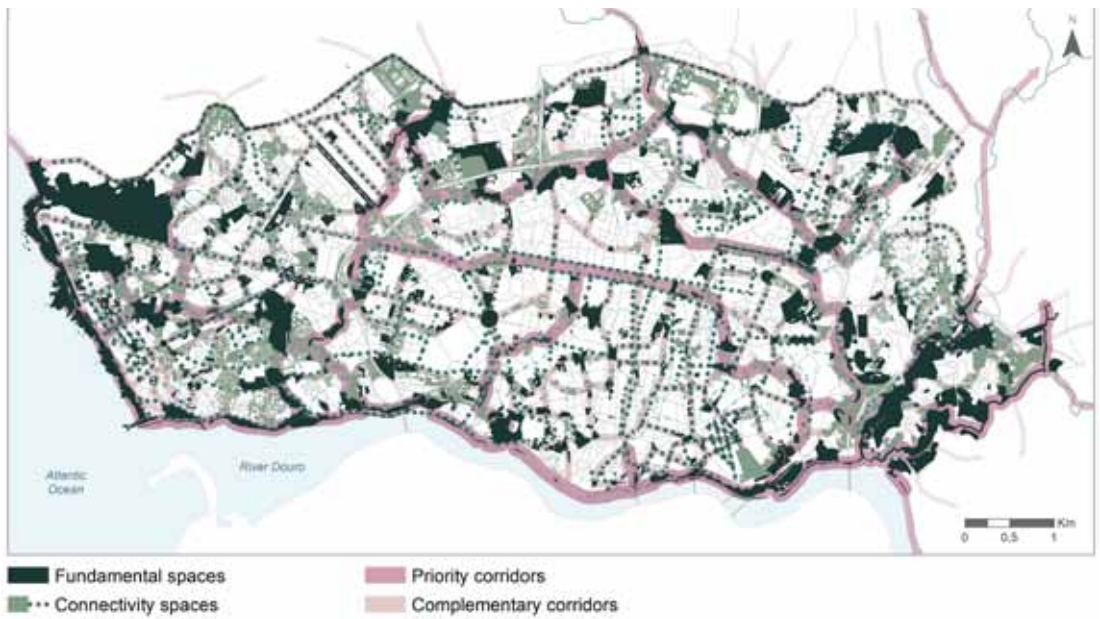 N
Atlantic
Ocean
River Douro
Km
0 0,5 1
Fundamental spaces
Priority corridors
Connectivity spaces
Complementary corridors